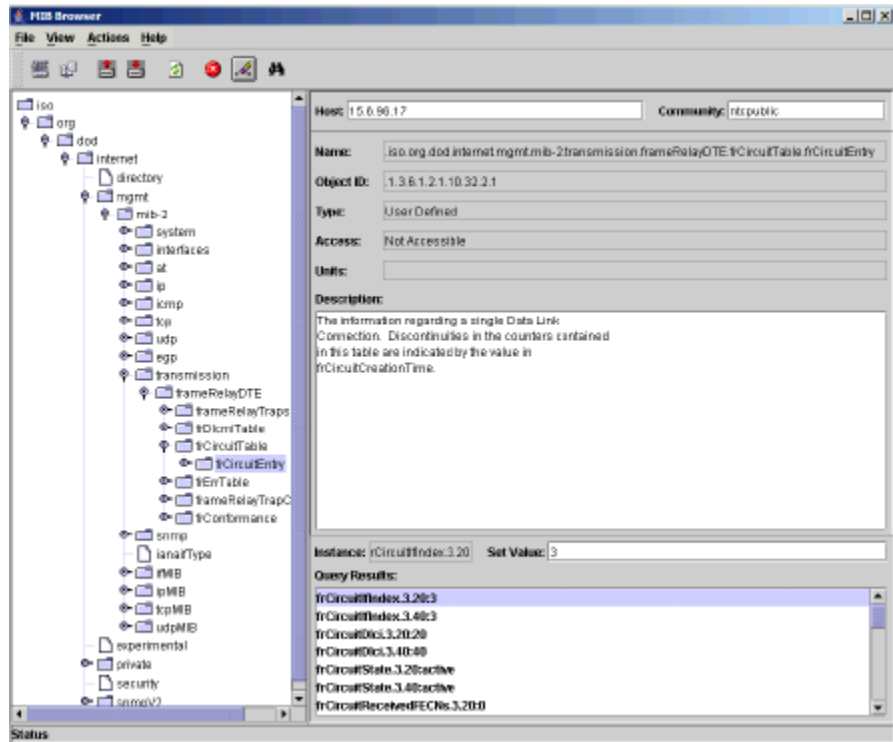 MIB Browser
File View Actions Help
iso
org
dod
internet
directory
mgmt
mib-2
system
interfaces
at
ip
icmp
tcp
udp
egp
transmission
frameRelayDTE
frameRelayTraps
frDlcmiTable
frCircuitTable
frCircuitEntry
frErrTable
frameRelayTrapC
frConformance
snmp
ianaifType
ifMIB
ipMIB
tcpMIB
udpMIB
experimental
private
security
snmpV2
Host: 15.6.96.17 Community: ntcpublic
Name: .iso.org.dod.internet.mgmt.mib-2.transmission.frameRelayDTE.frCircuitTable.frCircuitEntry
Object ID: .1.3.6.1.2.1.10.32.2.1
Type: User Defined
Access: Not Accessible
Units:
Description:
The information regarding a single Data Link
Connection. Discontinuities in the counters contained
in this table are indicated by the value in
frCircuitCreationTime.
Instance: rCircuitIfIndex.3.20 Set Value: 3
Query Results:
frCircuitIfIndex.3.20:3
frCircuitIfIndex.3.40:3
frCircuitDlci.3.20:20
frCircuitDlci.3.40:40
frCircuitState.3.20:active
frCircuitState.3.40:active
frCircuitReceivedFECNs.3.20:0
Status